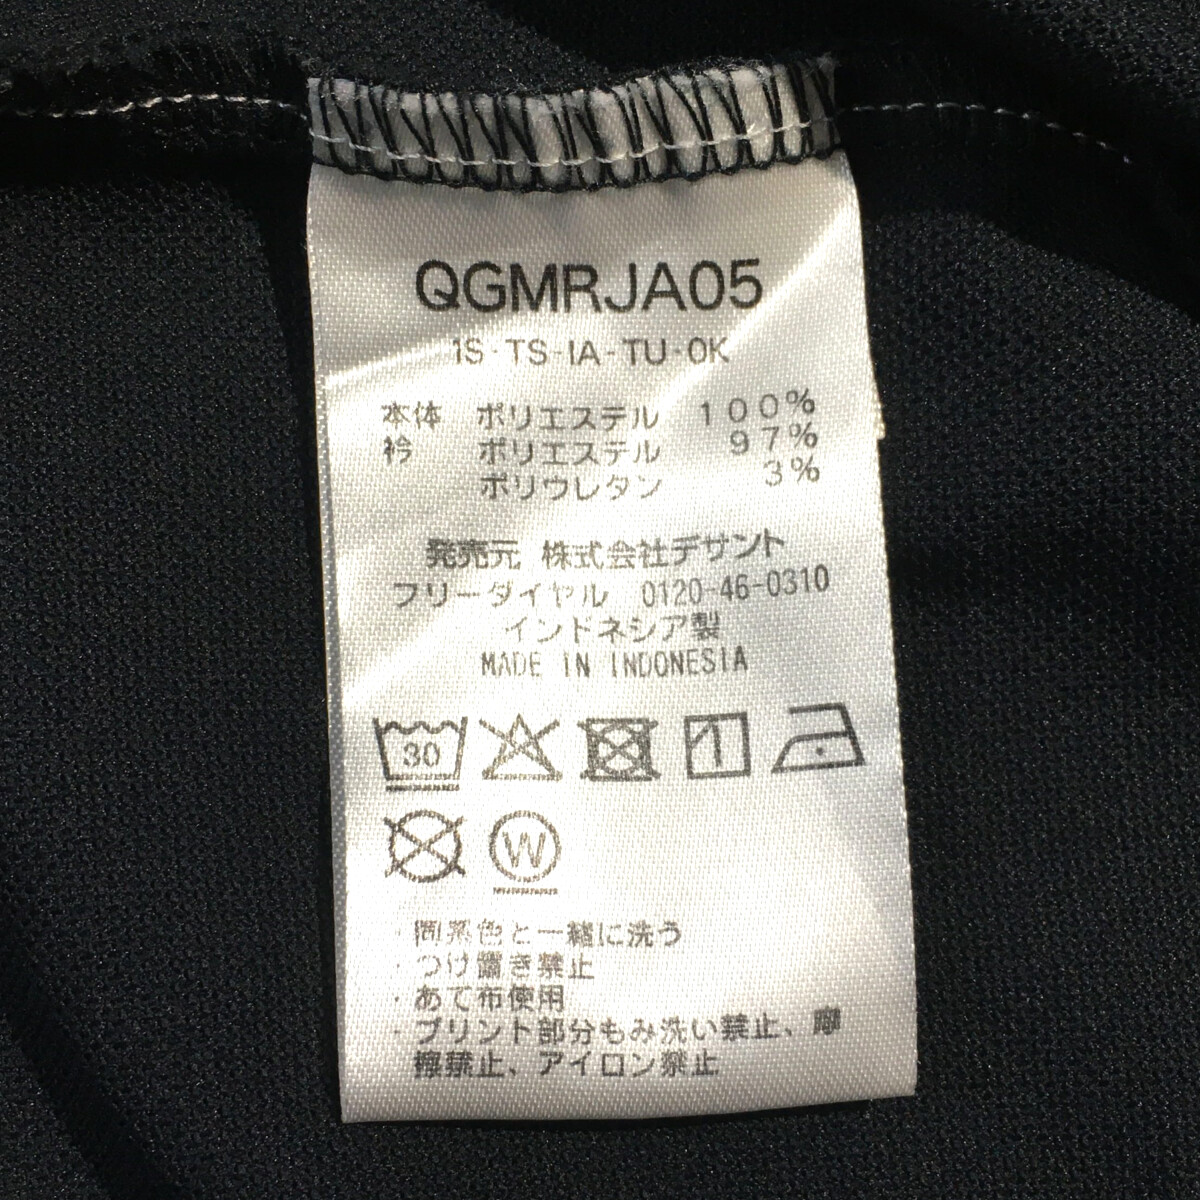 QGMRJA05
1S-TS-IA-TU-0K
本体 ポリエステル 100%
衿 ポリエステル 97%
ポリウレタン 3%
発売元 株式会社デサント
フリーダイヤル 0120-46-0310
インドネシア製
MADE IN INDONESIA
30
W
・同系色と一緒に洗う
・つけ置き禁止
・あて布使用
・プリント部分もみ洗い禁止、摩
擦禁止、アイロン禁止